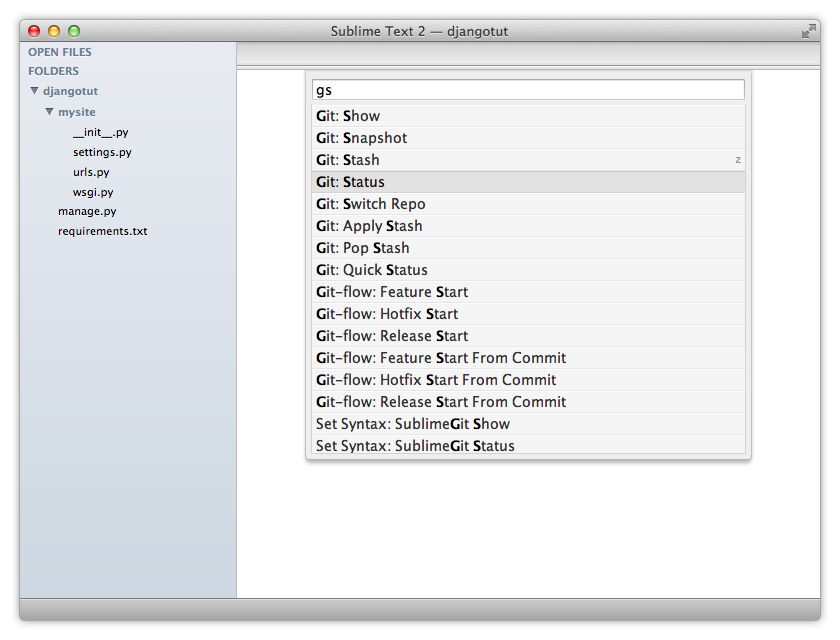 Sublime Text 2 — djangotut
OPEN FILES
FOLDERS
djangotut
mysite
__init__.py
settings.py
urls.py
wsgi.py
manage.py
requirements.txt
gs
Git: Show
Git: Snapshot
Git: Stash z
Git: Status
Git: Switch Repo
Git: Apply Stash
Git: Pop Stash
Git: Quick Status
Git-flow: Feature Start
Git-flow: Hotfix Start
Git-flow: Release Start
Git-flow: Feature Start From Commit
Git-flow: Hotfix Start From Commit
Git-flow: Release Start From Commit
Set Syntax: SublimeGit Show
Set Syntax: SublimeGit Status